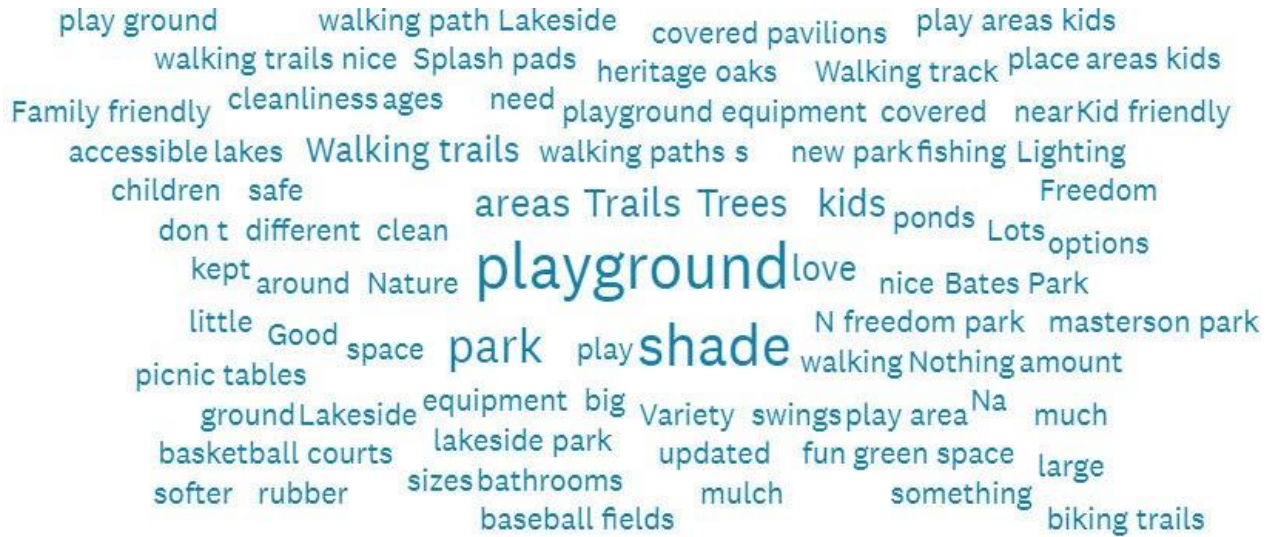 play ground walking path Lakeside covered pavilions play areas kids
walking trails nice Splash pads heritage oaks Walking track place areas kids
Family friendly cleanliness ages need playground equipment covered near Kid friendly
accessible lakes Walking trails walking paths s new park fishing Lighting
children safe areas Trails Trees kids ponds Freedom
don t different clean Lots options
kept around Nature playground love nice Bates Park
little Good space park play shade N freedom park masterson park
picnic tables walking Nothing amount
ground Lakeside equipment big Variety swings play area Na much
basketball courts lakeside park updated fun green space large
softer rubber sizes bathrooms mulch something
baseball fields biking trails